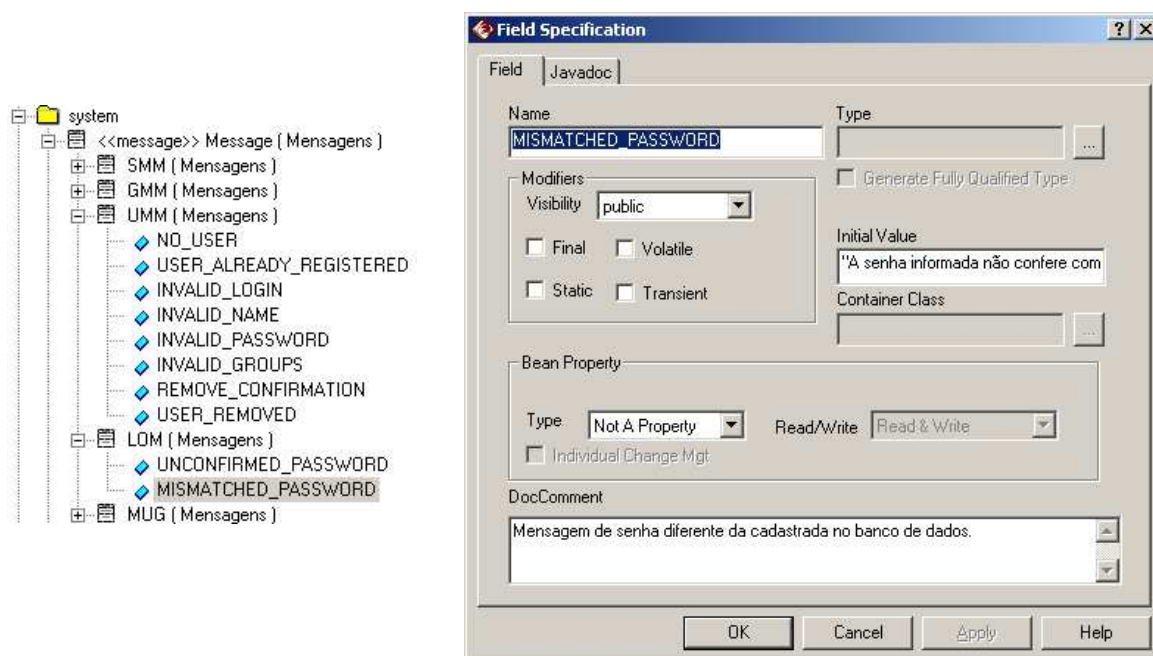 system
<<message>> Message ( Mensagens )
SMM ( Mensagens )
GMM ( Mensagens )
UMM ( Mensagens )
NO_USER
USER_ALREADY_REGISTERED
INVALID_LOGIN
INVALID_NAME
INVALID_PASSWORD
INVALID_GROUPS
REMOVE_CONFIRMATION
USER_REMOVED
LOM ( Mensagens )
UNCONFIRMED_PASSWORD
MISMATCHED_PASSWORD
MUG ( Mensagens )
Field Specification
Field Javadoc
Name Type
MISMATCHED_PASSWORD ...
Modifiers Generate Fully Qualified Type
Visibility public
Initial Value
Final Volatile
"A senha informada não confere com
Static Transient
Container Class
...
Bean Property
Type Not A Property Read/Write Read & Write
Individual Change Mgt
DocComment
Mensagem de senha diferente da cadastrada no banco de dados.
OK Cancel Apply Help